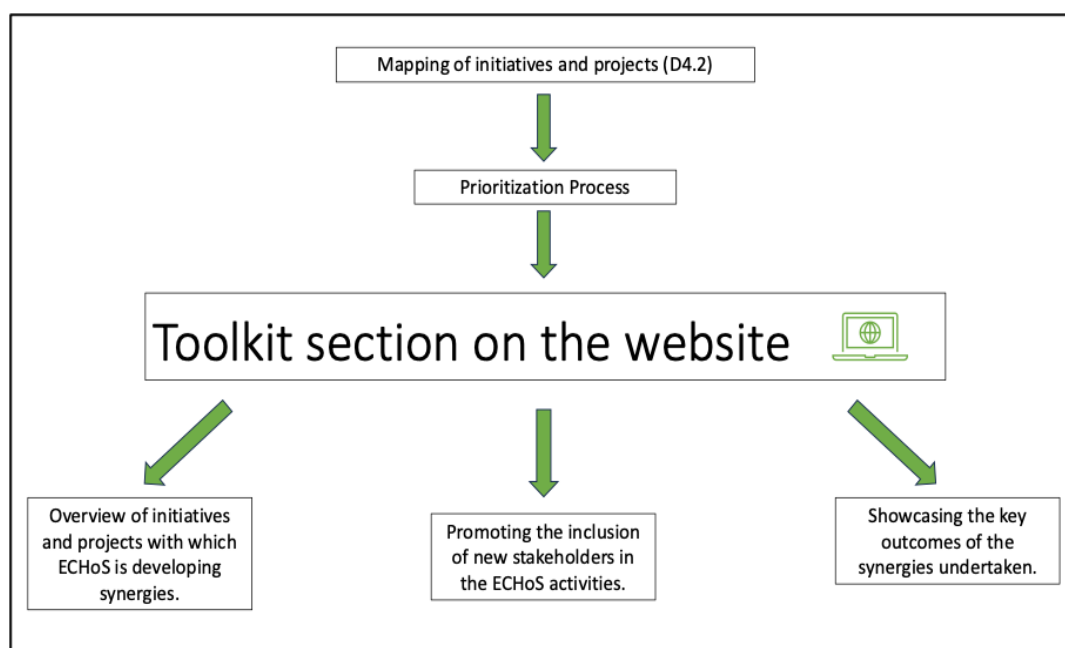 Mapping of initiatives and projects (D4.2)
Prioritization Process
Toolkit section on the website
Overview of initiatives
and projects with which
ECHoS is developing
synergies.
Promoting the inclusion
of new stakeholders in
the ECHoS activities.
Showcasing the key
outcomes of the
synergies undertaken.